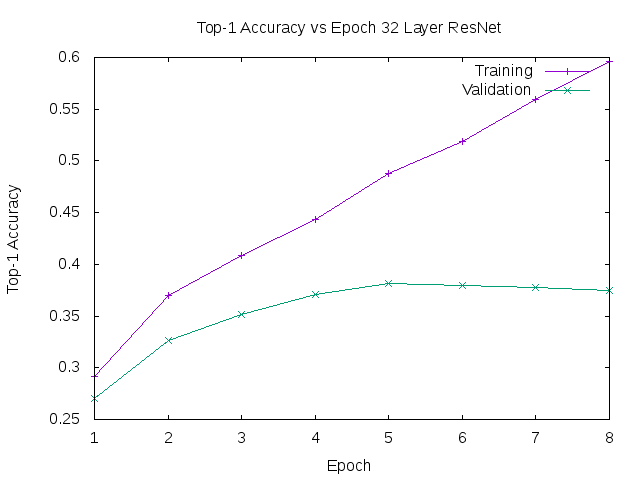 Top-1 Accuracy vs Epoch 32 Layer ResNet
0.6
Training
Validation
0.55
0.5
0.45
0.4
0.35
0.3
0.25
Top-1 Accuracy
1 2 3 4 5 6 7 8
Epoch